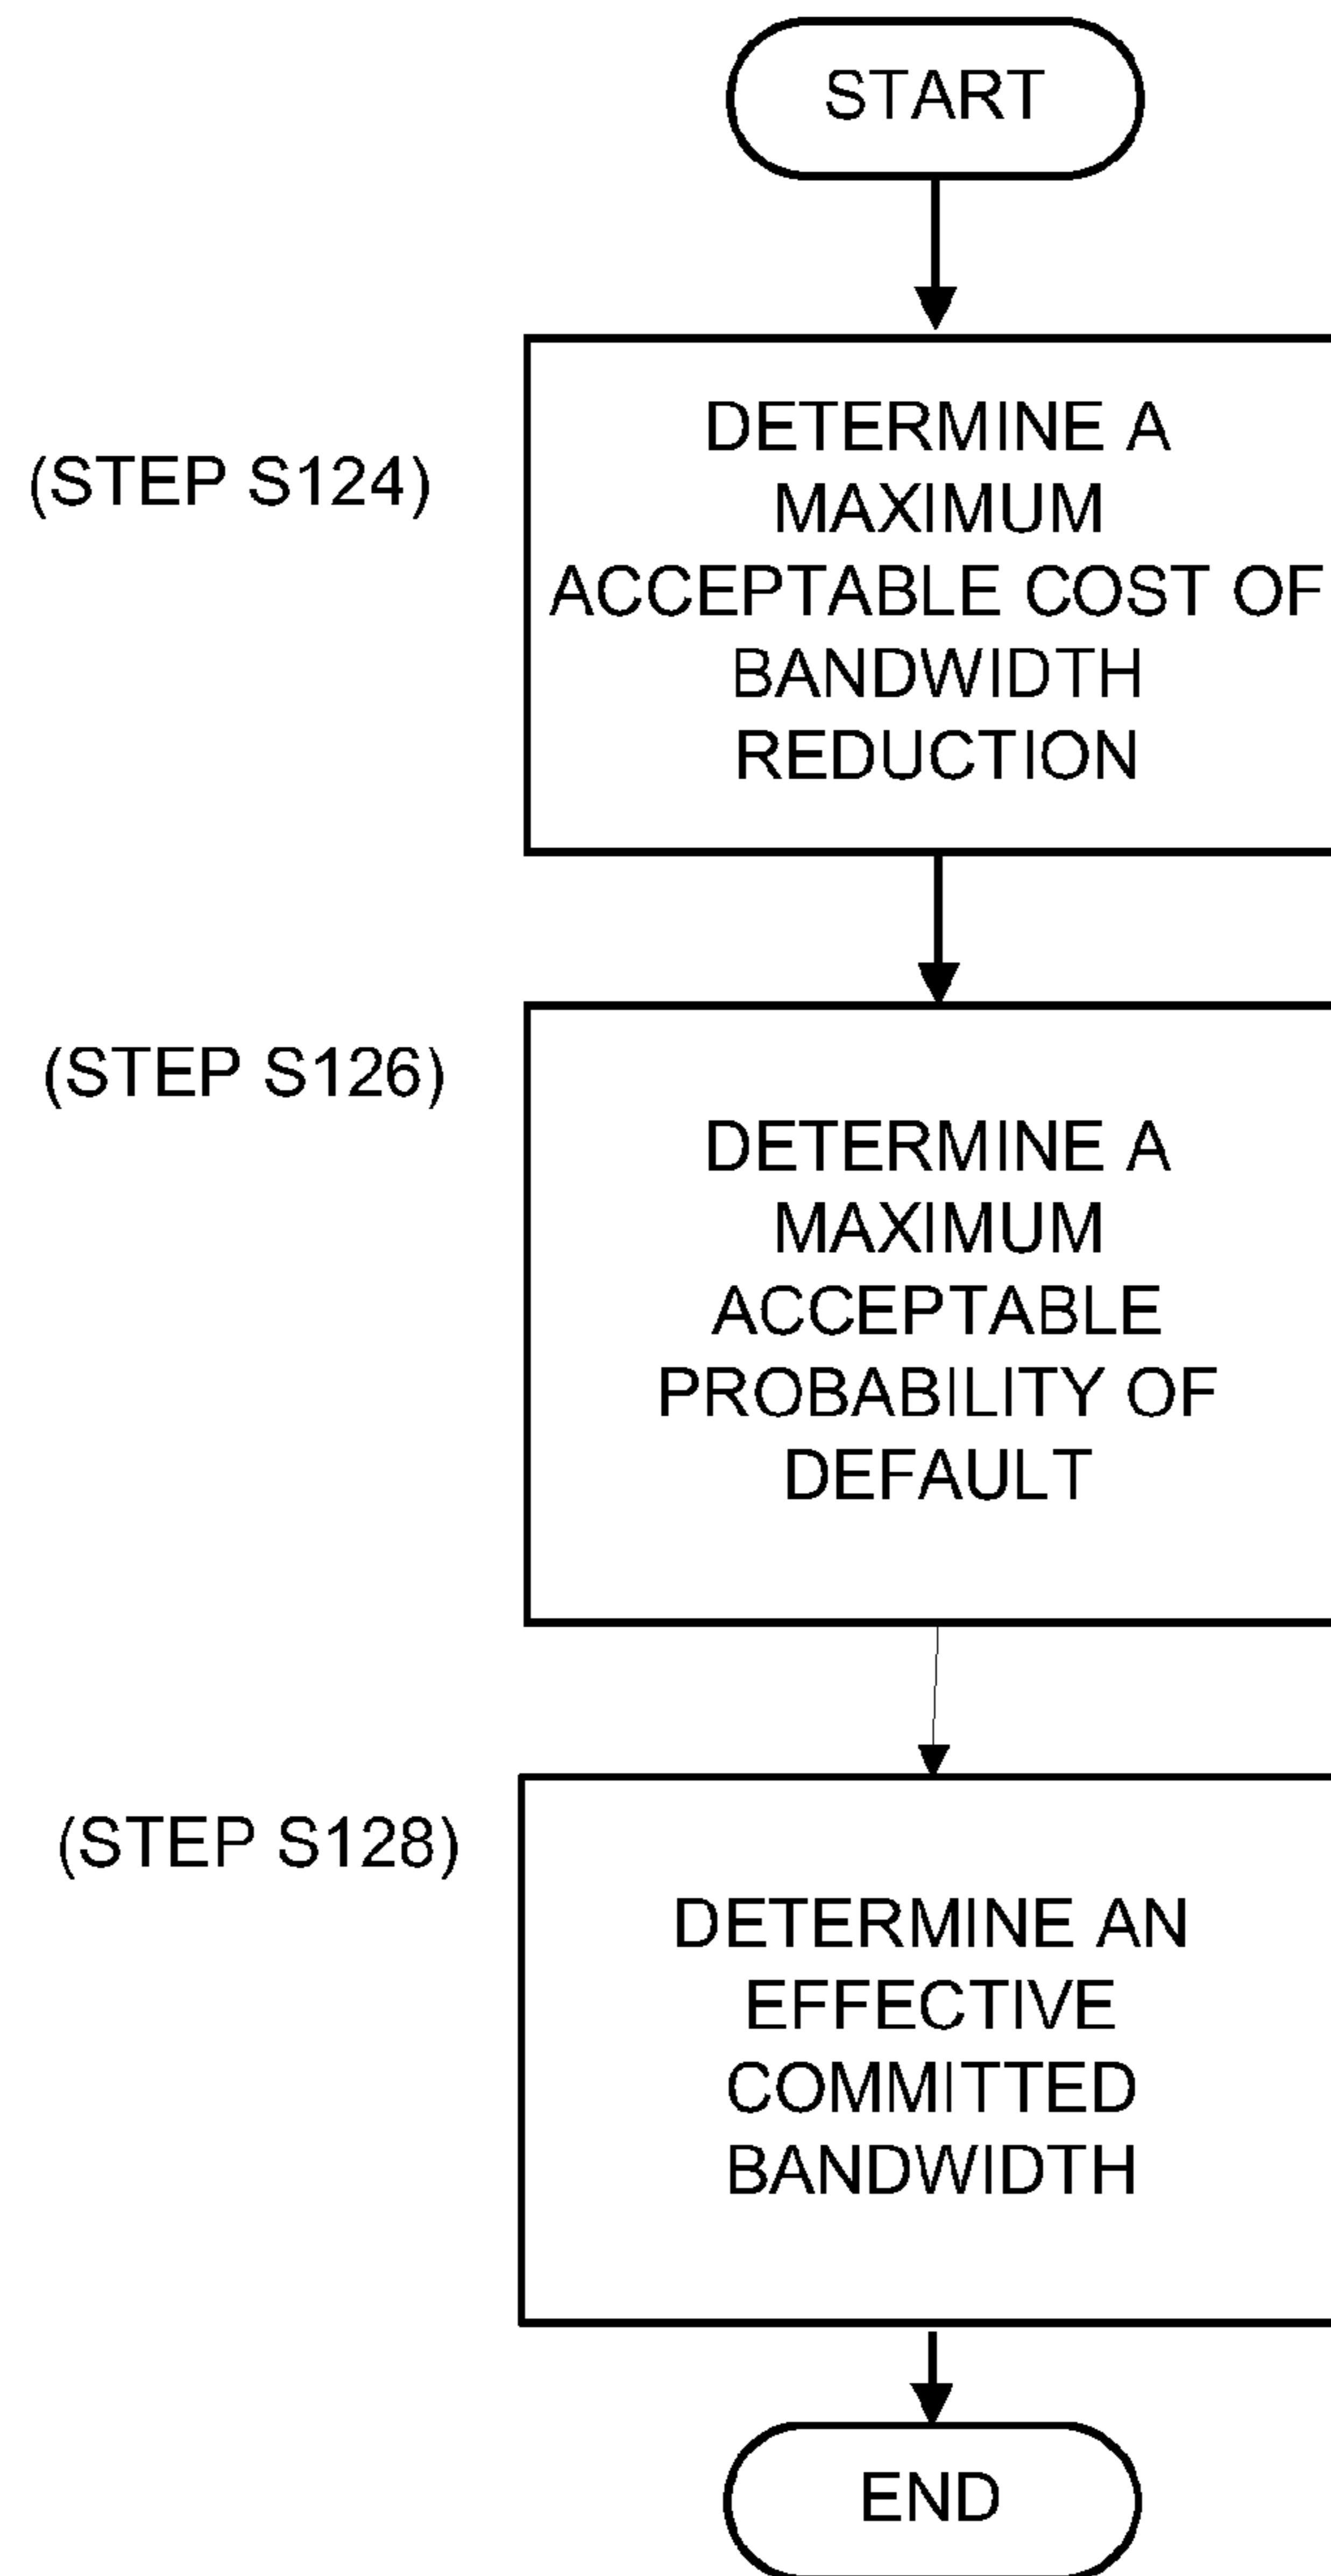 START
(STEP S124)
DETERMINE A
MAXIMUM
ACCEPTABLE COST OF
BANDWIDTH
REDUCTION
(STEP S126)
DETERMINE A
MAXIMUM
ACCEPTABLE
PROBABILITY OF
DEFAULT
(STEP S128)
DETERMINE AN
EFFECTIVE
COMMITTED
BANDWIDTH
END